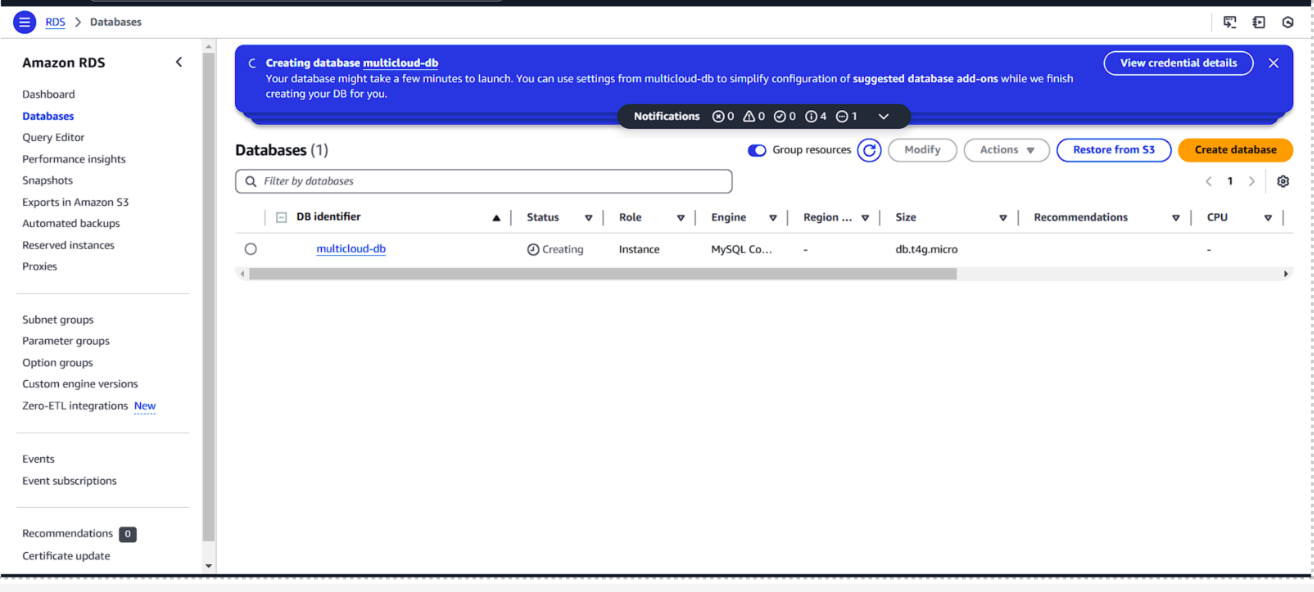 RDS > Databases
Amazon RDS
Dashboard
Databases
Query Editor
Performance insights
Snapshots
Exports in Amazon S3
Automated backups
Reserved instances
Proxies
Subnet groups
Parameter groups
Option groups
Custom engine versions
Zero-ETL integrations New
Events
Event subscriptions
Recommendations 0
Certificate update
Creating database multicloud-db
Your database might take a few minutes to launch. You can use settings from multicloud-db to simplify configuration of suggested database add-ons while we finish
creating your DB for you.
View credential details
Notifications 0 0 0 4 1
Databases (1)
Group resources
Modify
Actions
Restore from S3
Create database
Filter by databases
1
DB identifier Status Role Engine Region ... Size Recommendations CPU
multicloud-db Creating Instance MySQL Co... - db.t4g.micro -